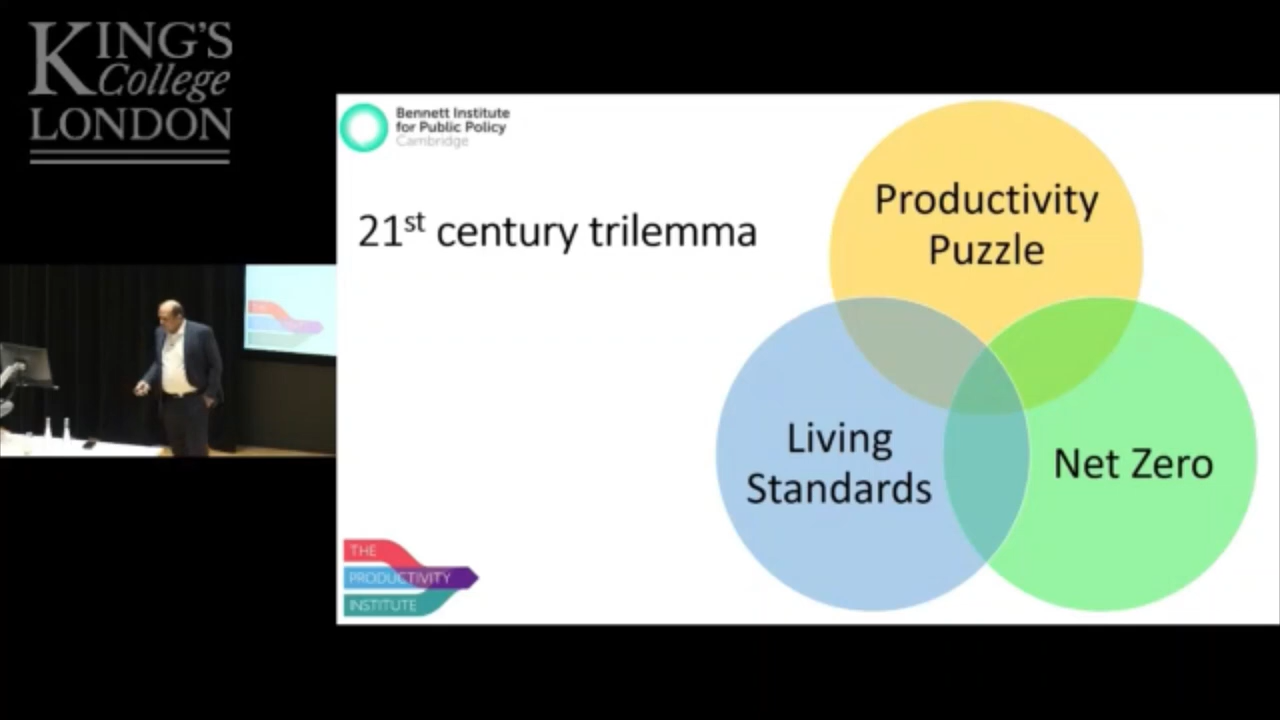 KING'S
College
LONDON
Bennett Institute
for Public Policy
Cambridge
21st century trilemma
Productivity
Puzzle
Living
Standards
Net Zero
THE
PRODUCTIVITY
INSTITUTE